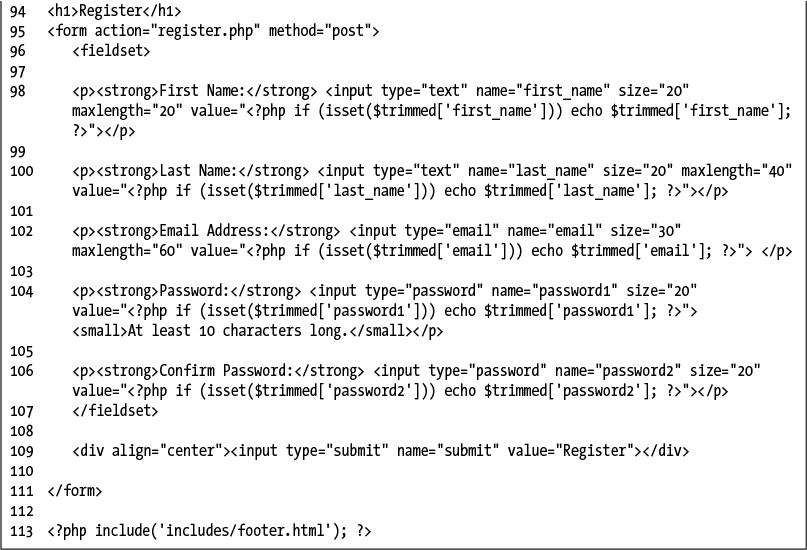 94 <h1>Register</h1>
95 <form action="register.php" method="post">
96 <fieldset>
97
98 <p><strong>First Name:</strong> <input type="text" name="first_name" size="20"
maxlength="20" value="<?php if (isset($trimmed['first_name'])) echo $trimmed['first_name'];
?>"></p>
99
100 <p><strong>Last Name:</strong> <input type="text" name="last_name" size="20" maxlength="40"
value="<?php if (isset($trimmed['last_name'])) echo $trimmed['last_name']; ?>"></p>
101
102 <p><strong>Email Address:</strong> <input type="email" name="email" size="30"
maxlength="60" value="<?php if (isset($trimmed['email'])) echo $trimmed['email']; ?>"> </p>
103
104 <p><strong>Password:</strong> <input type="password" name="password1" size="20"
value="<?php if (isset($trimmed['password1'])) echo $trimmed['password1']; ?>">
<small>At least 10 characters long.</small></p>
105
106 <p><strong>Confirm Password:</strong> <input type="password" name="password2" size="20"
value="<?php if (isset($trimmed['password2'])) echo $trimmed['password2']; ?>"></p>
107 </fieldset>
108
109 <div align="center"><input type="submit" name="submit" value="Register"></div>
110
111 </form>
112
113 <?php include('includes/footer.html'); ?>